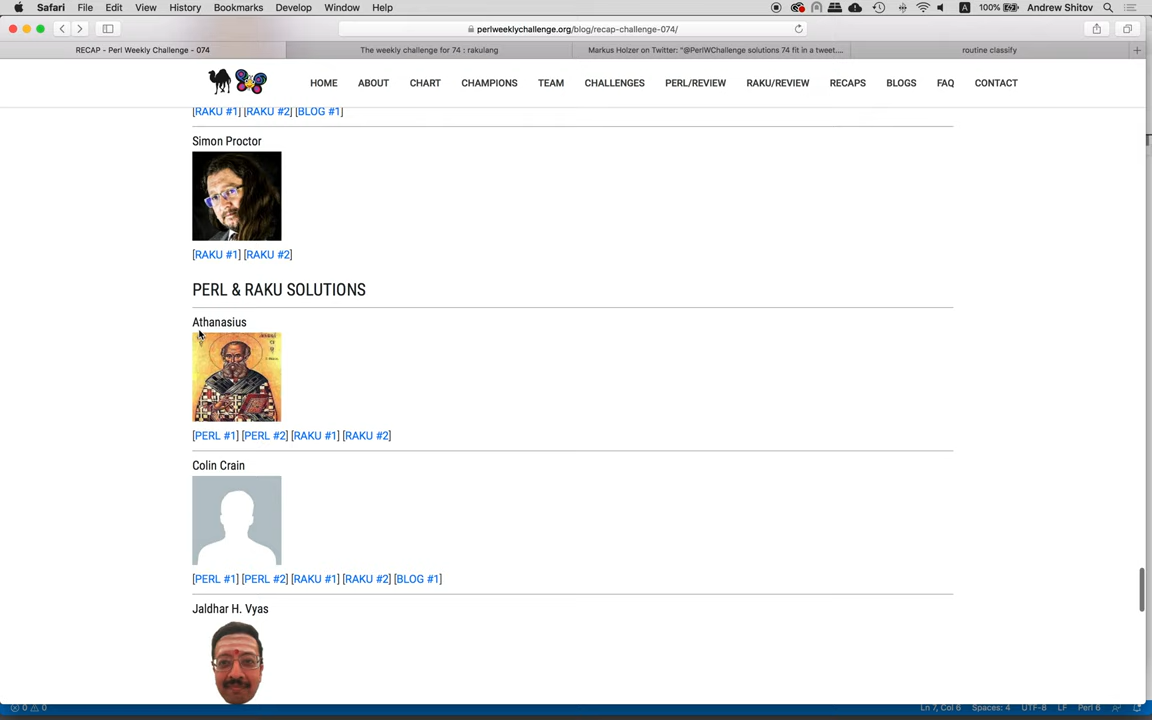 Safari File Edit View History Bookmarks Develop Window Help A 100% Andrew Shitov
perlweeklychallenge.org/blog/recap-challenge-074/
RECAP - Perl Weekly Challenge - 074
The weekly challenge for 74 : rakulang
Markus Holzer on Twitter: "@PerlWChallenge solutions 74 fit in a tweet....
routine classify
HOME ABOUT CHART CHAMPIONS TEAM CHALLENGES PERL/REVIEW RAKU/REVIEW RECAPS BLOGS FAQ CONTACT
[RAKU #1] [RAKU #2] [BLOG #1]
Simon Proctor
[RAKU #1] [RAKU #2]
PERL & RAKU SOLUTIONS
Athanasius
[PERL #1] [PERL #2] [RAKU #1] [RAKU #2]
Colin Crain
[PERL #1] [PERL #2] [RAKU #1] [RAKU #2] [BLOG #1]
Jaldhar H. Vyas
0 0 Ln 7, Col 6 Spaces: 4 UTF-8 LF Perl 6